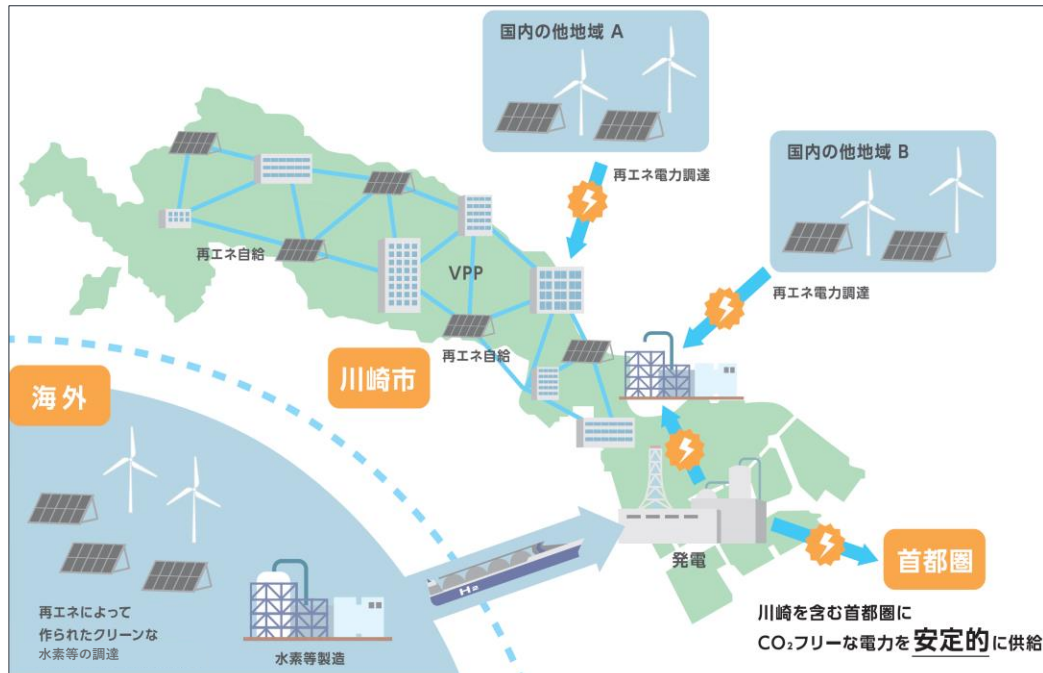 国内の他地域 A
再エネ電力調達
国内の他地域 B
再エネ電力調達
再エネ自給
VPP
再エネ自給
川崎市
海外
H2
発電
首都圏
再エネによって
作られたクリーンな
水素等の調達
水素等製造
川崎を含む首都圏に
CO₂フリーな電力を安定的に供給